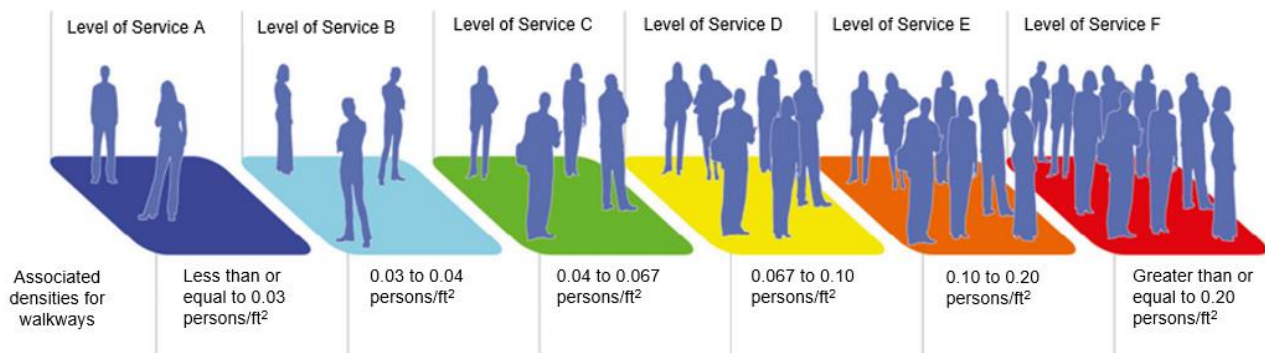 Level of Service A
Level of Service B
Level of Service C
Level of Service D
Level of Service E
Level of Service F
Associated
densities for
walkways
Less than or
equal to 0.03
persons/ft²
0.03 to 0.04
persons/ft²
0.04 to 0.067
persons/ft²
0.067 to 0.10
persons/ft²
0.10 to 0.20
persons/ft²
Greater than or
equal to 0.20
persons/ft²